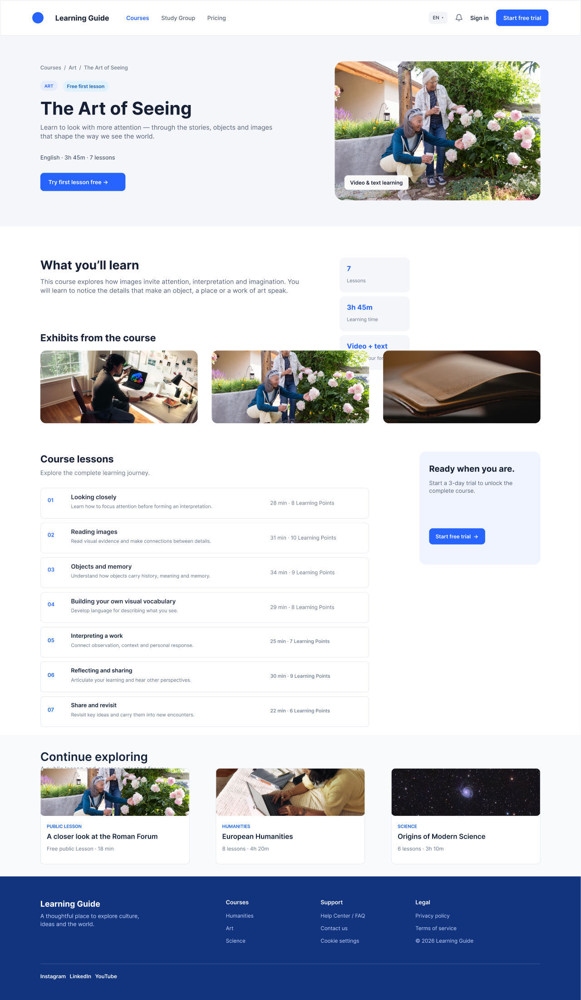 Learning Guide
Courses
Study Group
Pricing
EN
Sign in
Start free trial
Courses / Art / The Art of Seeing
ART
Free first lesson
The Art of Seeing
Learn to look with more attention — through the stories, objects and images
that shape the way we see the world.
English · 3h 45m · 7 lessons
Try first lesson free →
Video & text learning
What you’ll learn
This course explores how images invite attention, interpretation and imagination. You
will learn to notice the details that make an object, a place or a work of art speak.
7
Lessons
3h 45m
Learning time
Video + text
Exhibits from the course
Course lessons
Explore the complete learning journey.
01
Looking closely
Learn how to focus attention before forming an interpretation.
28 min · 8 Learning Points
02
Reading images
Read visual evidence and make connections between details.
31 min · 10 Learning Points
03
Objects and memory
Understand how objects carry history, meaning and memory.
34 min · 9 Learning Points
04
Building your own visual vocabulary
Develop language for describing what you see.
29 min · 8 Learning Points
05
Interpreting a work
Connect observation, context and personal response.
25 min · 7 Learning Points
06
Reflecting and sharing
Articulate your learning and hear other perspectives.
30 min · 9 Learning Points
07
Share and revisit
Revisit key ideas and carry them into new encounters.
22 min · 6 Learning Points
Ready when you are.
Start a 3-day trial to unlock the
complete course.
Start free trial →
Continue exploring
PUBLIC LESSON
A closer look at the Roman Forum
Free public Lesson · 18 min
HUMANITIES
European Humanities
8 lessons · 4h 20m
SCIENCE
Origins of Modern Science
6 lessons · 3h 10m
Learning Guide
A thoughtful place to explore culture,
ideas and the world.
Courses
Humanities
Art
Science
Support
Help Center / FAQ
Contact us
Cookie settings
Legal
Privacy policy
Terms of service
© 2026 Learning Guide
Instagram LinkedIn YouTube